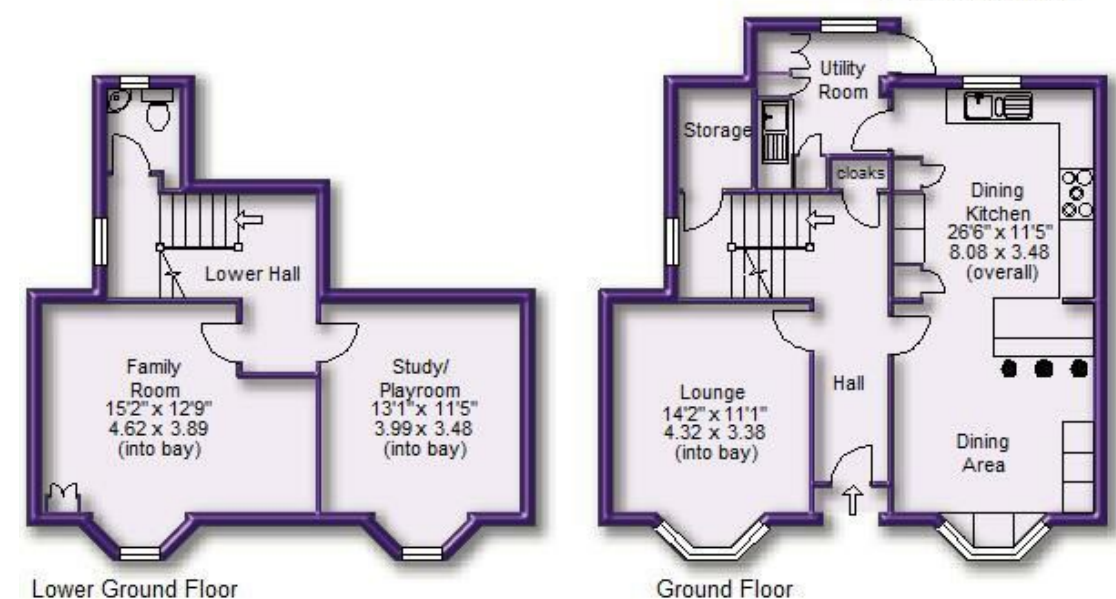 Lower Hall
Family
Room
15'2" x 12'9"
4.62 x 3.89
(into bay)
Study/
Playroom
13'1" x 11'5"
3.99 x 3.48
(into bay)
Lower Ground Floor
Utility
Room
Storage
cloaks
Dining
Kitchen
26'6" x 11'5"
8.08 x 3.48
(overall)
Lounge
14'2" x 11'1"
4.32 x 3.38
(into bay)
Hall
Dining
Area
Ground Floor